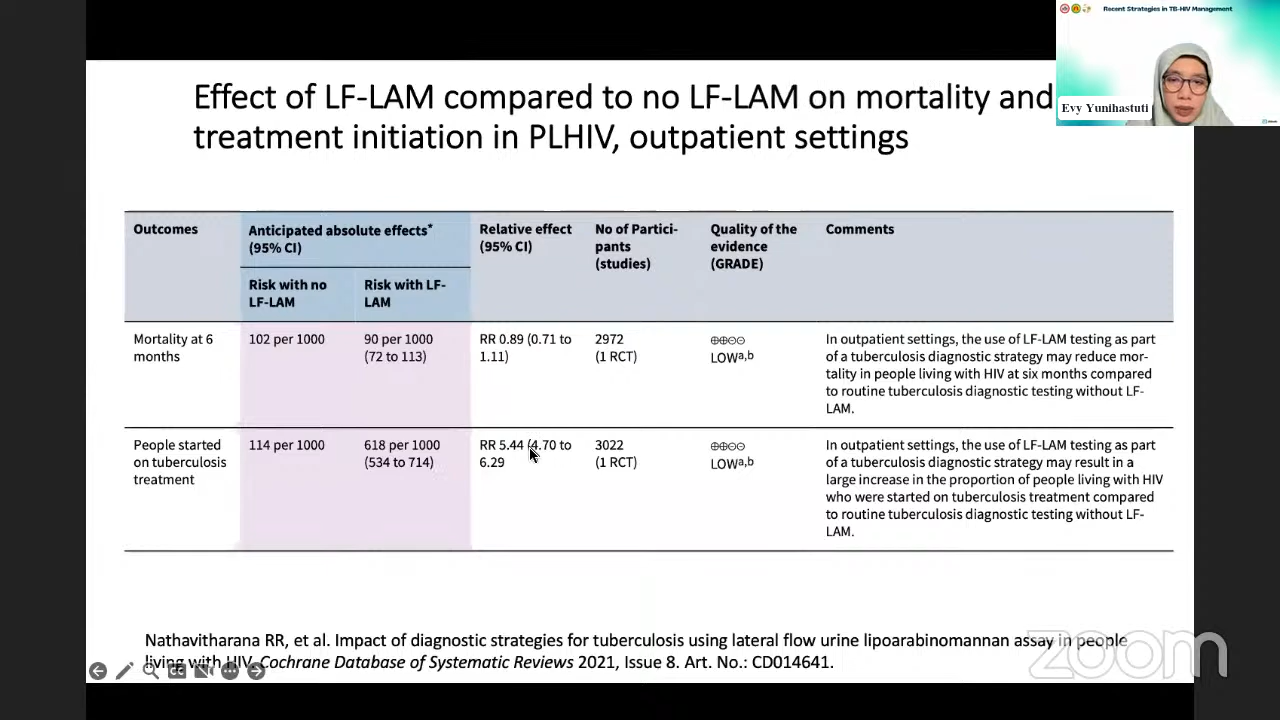 Recent Strategies in TB-HIV Management
Evy Yunihastuti
Effect of LF-LAM compared to no LF-LAM on mortality and
treatment initiation in PLHIV, outpatient settings
Outcomes
Anticipated absolute effects*
(95% CI)
Risk with no
LF-LAM
Risk with LF-
LAM
Relative effect
(95% CI)
No of Partici-
pants
(studies)
Quality of the
evidence
(GRADE)
Comments
Mortality at 6
months
102 per 1000
90 per 1000
(72 to 113)
RR 0.89 (0.71 to
1.11)
2972
(1 RCT)
⊕⊕⊝⊝
LOWa,b
In outpatient settings, the use of LF-LAM testing as part
of a tuberculosis diagnostic strategy may reduce mor-
tality in people living with HIV at six months compared
to routine tuberculosis diagnostic testing without LF-
LAM.
People started
on tuberculosis
treatment
114 per 1000
618 per 1000
(534 to 714)
RR 5.44 (4.70 to
6.29
3022
(1 RCT)
⊕⊕⊝⊝
LOWa,b
In outpatient settings, the use of LF-LAM testing as part
of a tuberculosis diagnostic strategy may result in a
large increase in the proportion of people living with HIV
who were started on tuberculosis treatment compared
to routine tuberculosis diagnostic testing without LF-
LAM.
Nathavitharana RR, et al. Impact of diagnostic strategies for tuberculosis using lateral flow urine lipoarabinomannan assay in people
living with HIV. Cochrane Database of Systematic Reviews 2021, Issue 8. Art. No.: CD014641.
zoom